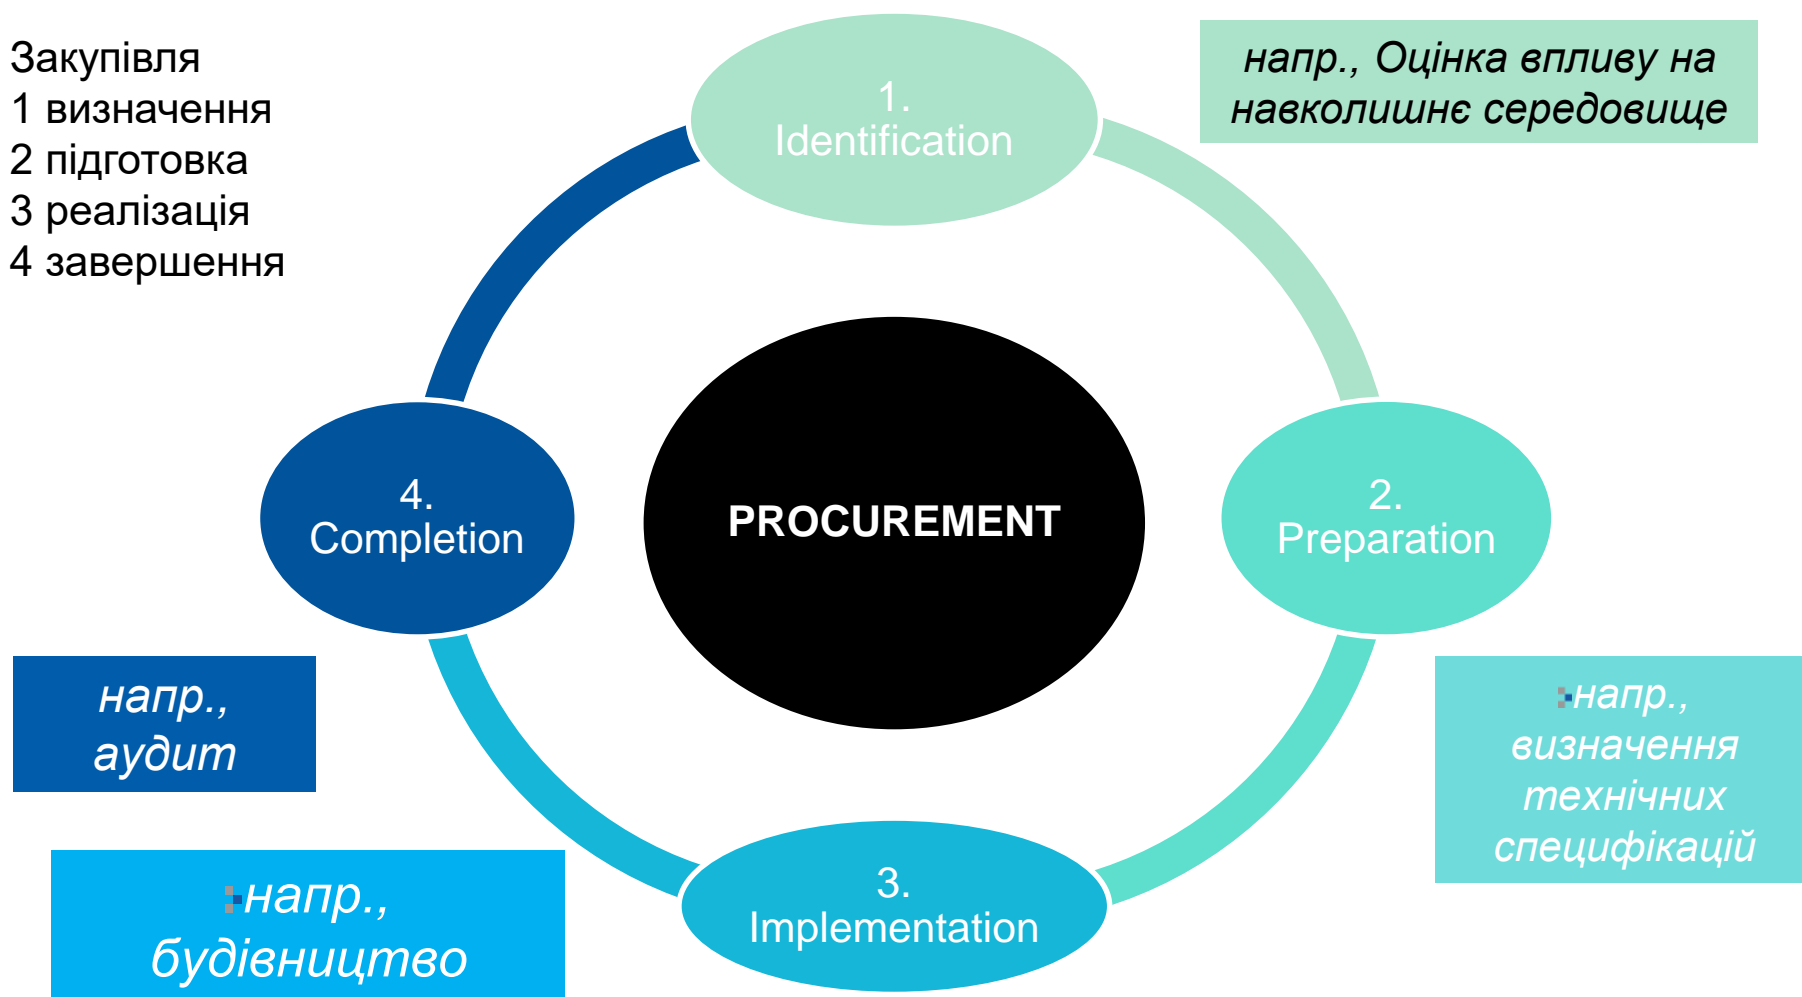 Закупівля
1 визначення
2 підготовка
3 реалізація
4 завершення
1.
Identification
напр., Оцінка впливу на
навколишнє середовище
4.
Completion
PROCUREMENT
2.
Preparation
напр.,
аудит
напр.,
визначення
технічних
специфікацій
3.
Implementation
напр.,
будівництво